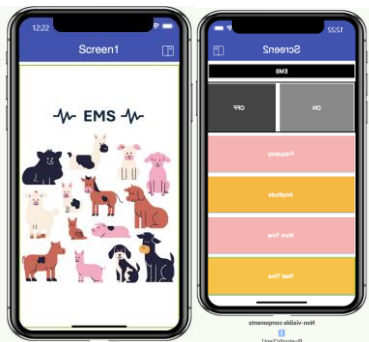 12:22
Screen1
EMS
12:22
Screen2
EMS
ON
OFF
Frequency
Amplitude
Work Time
Rest Time
Non-visible components
BluetoothClient1